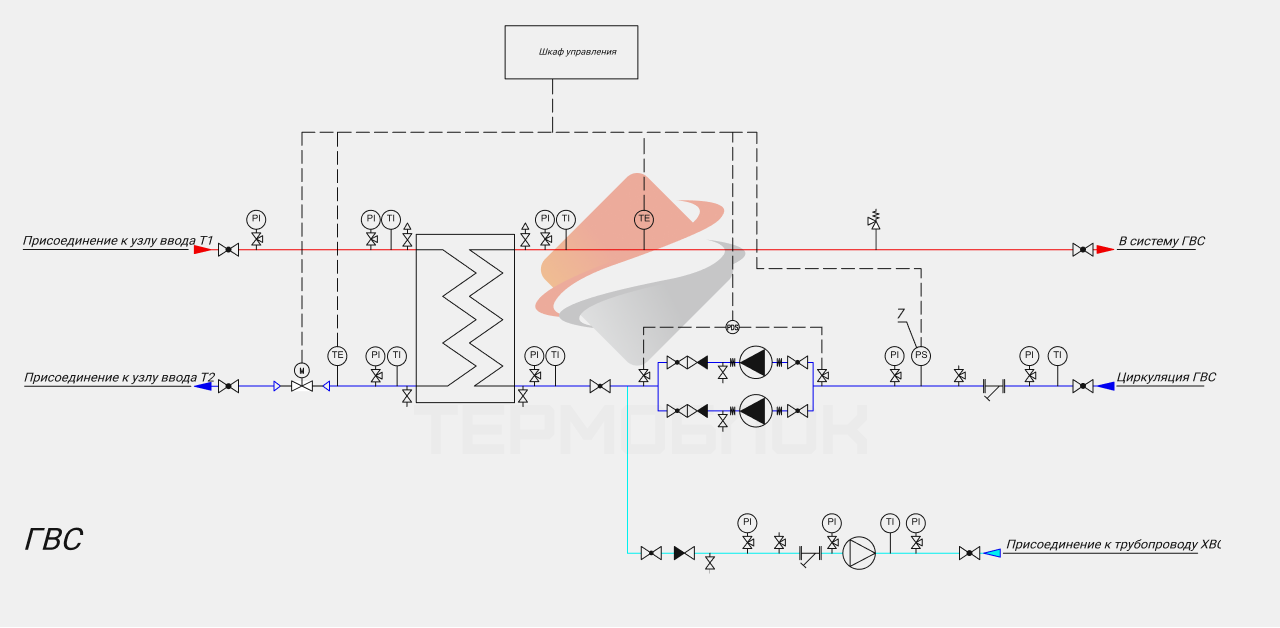 Шкаф управления
PI
PI TI PI TI TE
Присоединение к узлу ввода Т1
В систему ГВС
7
PDS
M TE PI TI PI TI PI PS PI TI
Присоединение к узлу ввода Т2
Циркуляция ГВС
ТЕРМОБЛОК
ГВС
PI PI TI PI
Присоединение к трубопроводу ХВС